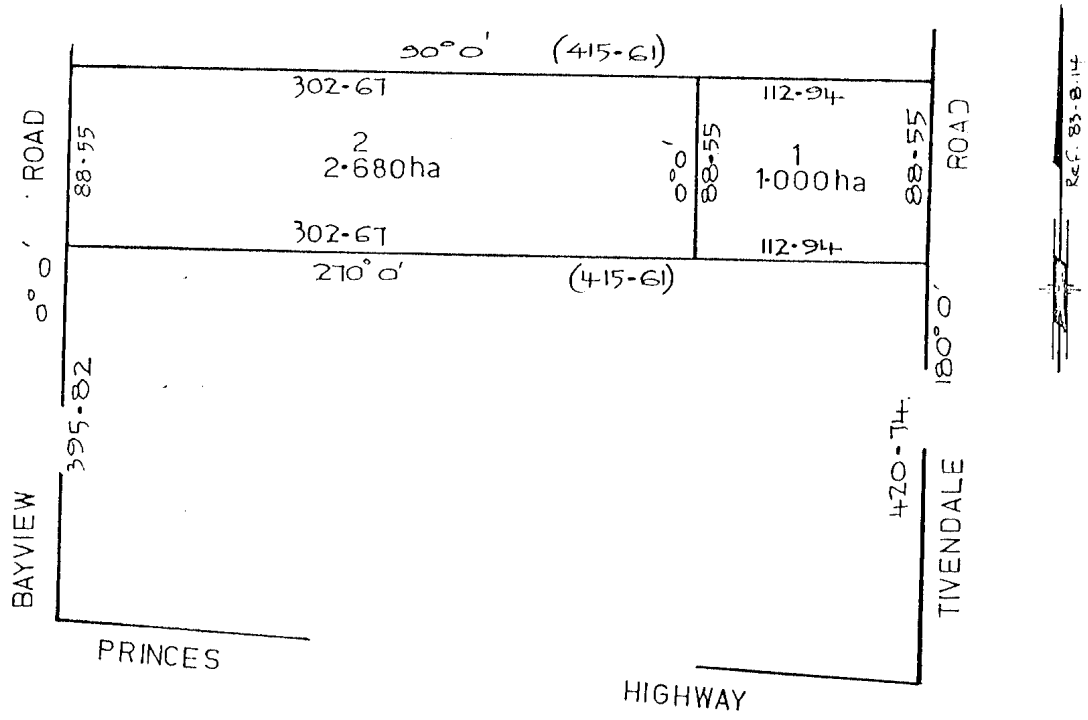 90°0' (415·61)
302·67
112·94
ROAD
88·55
2
2·680ha
0°0'
88·55
1
1·000ha
88·55
ROAD
Ref. 83-8-14
302·67
112·94
270°0' (415·61)
0°0'
180°0'
395·82
420·74
BAYVIEW
TIVENDALE
PRINCES
HIGHWAY